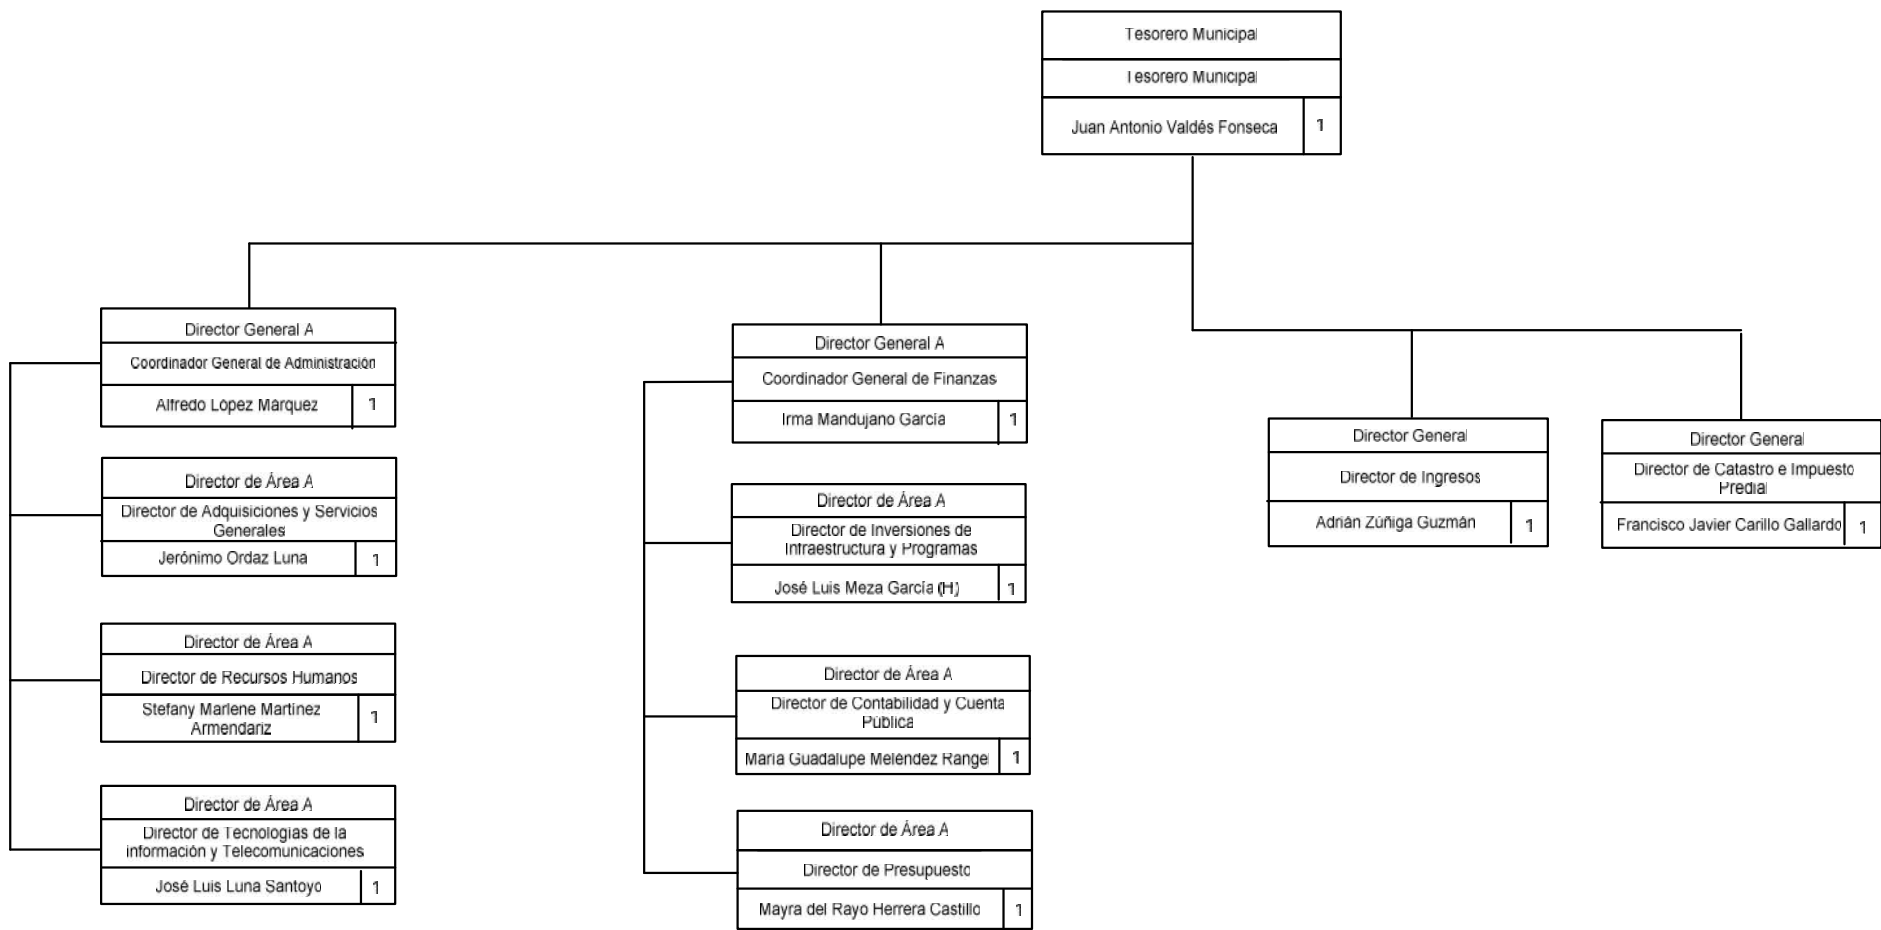 Tesorero Municipal
Tesorero Municipal
Juan Antonio Valdés Fonseca 1
Director General A
Coordinador General de Administración
Alfredo López Márquez 1
Director de Área A
Director de Adquisiciones y Servicios
Generales
Jerónimo Ordaz Luna 1
Director de Área A
Director de Recursos Humanos
Stefany Marlene Martínez
Armendariz
1
Director de Área A
Director de Tecnologías de la
información y Telecomunicaciones
José Luis Luna Santoyo 1
Director General A
Coordinador General de Finanzas
Irma Mandujano García 1
Director de Área A
Director de Inversiones de
Infraestructura y Programas
José Luis Meza García (H) 1
Director de Área A
Director de Contabilidad y Cuenta
Pública
María Guadalupe Meléndez Rangel 1
Director de Área A
Director de Presupuesto
Mayra del Rayo Herrera Castillo 1
Director General
Director de Ingresos
Adrián Zúñiga Guzmán 1
Director General
Director de Catastro e Impuesto
Predial
Francisco Javier Carillo Gallardo 1